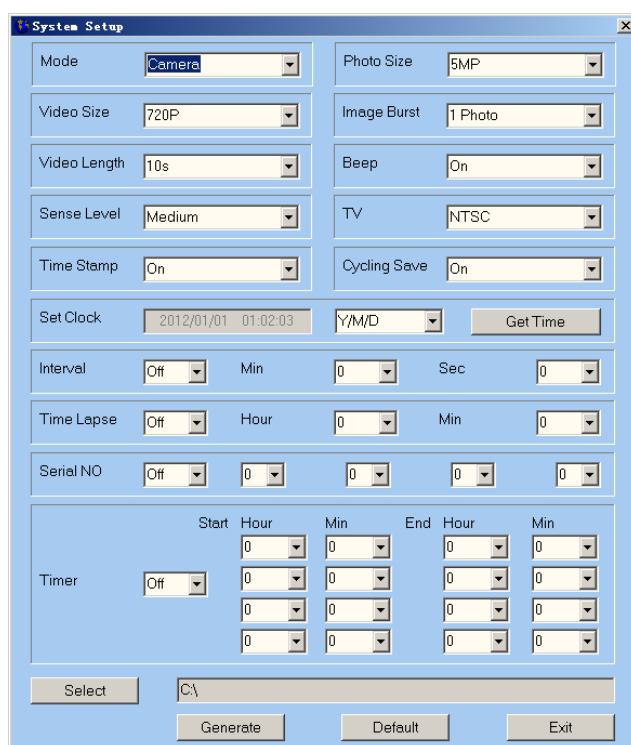 System Setup
Mode Camera Photo Size 5MP
Video Size 720P Image Burst 1 Photo
Video Length 10s Beep On
Sense Level Medium TV NTSC
Time Stamp On Cycling Save On
Set Clock 2012/01/01 01:02:03 Y/M/D Get Time
Interval Off Min 0 Sec 0
Time Lapse Off Hour 0 Min 0
Serial NO Off 0 0 0 0
Start Hour Min End Hour Min
0 0 0 0
Timer Off 0 0 0 0
0 0 0 0
0 0 0 0
Select C:\
Generate Default Exit